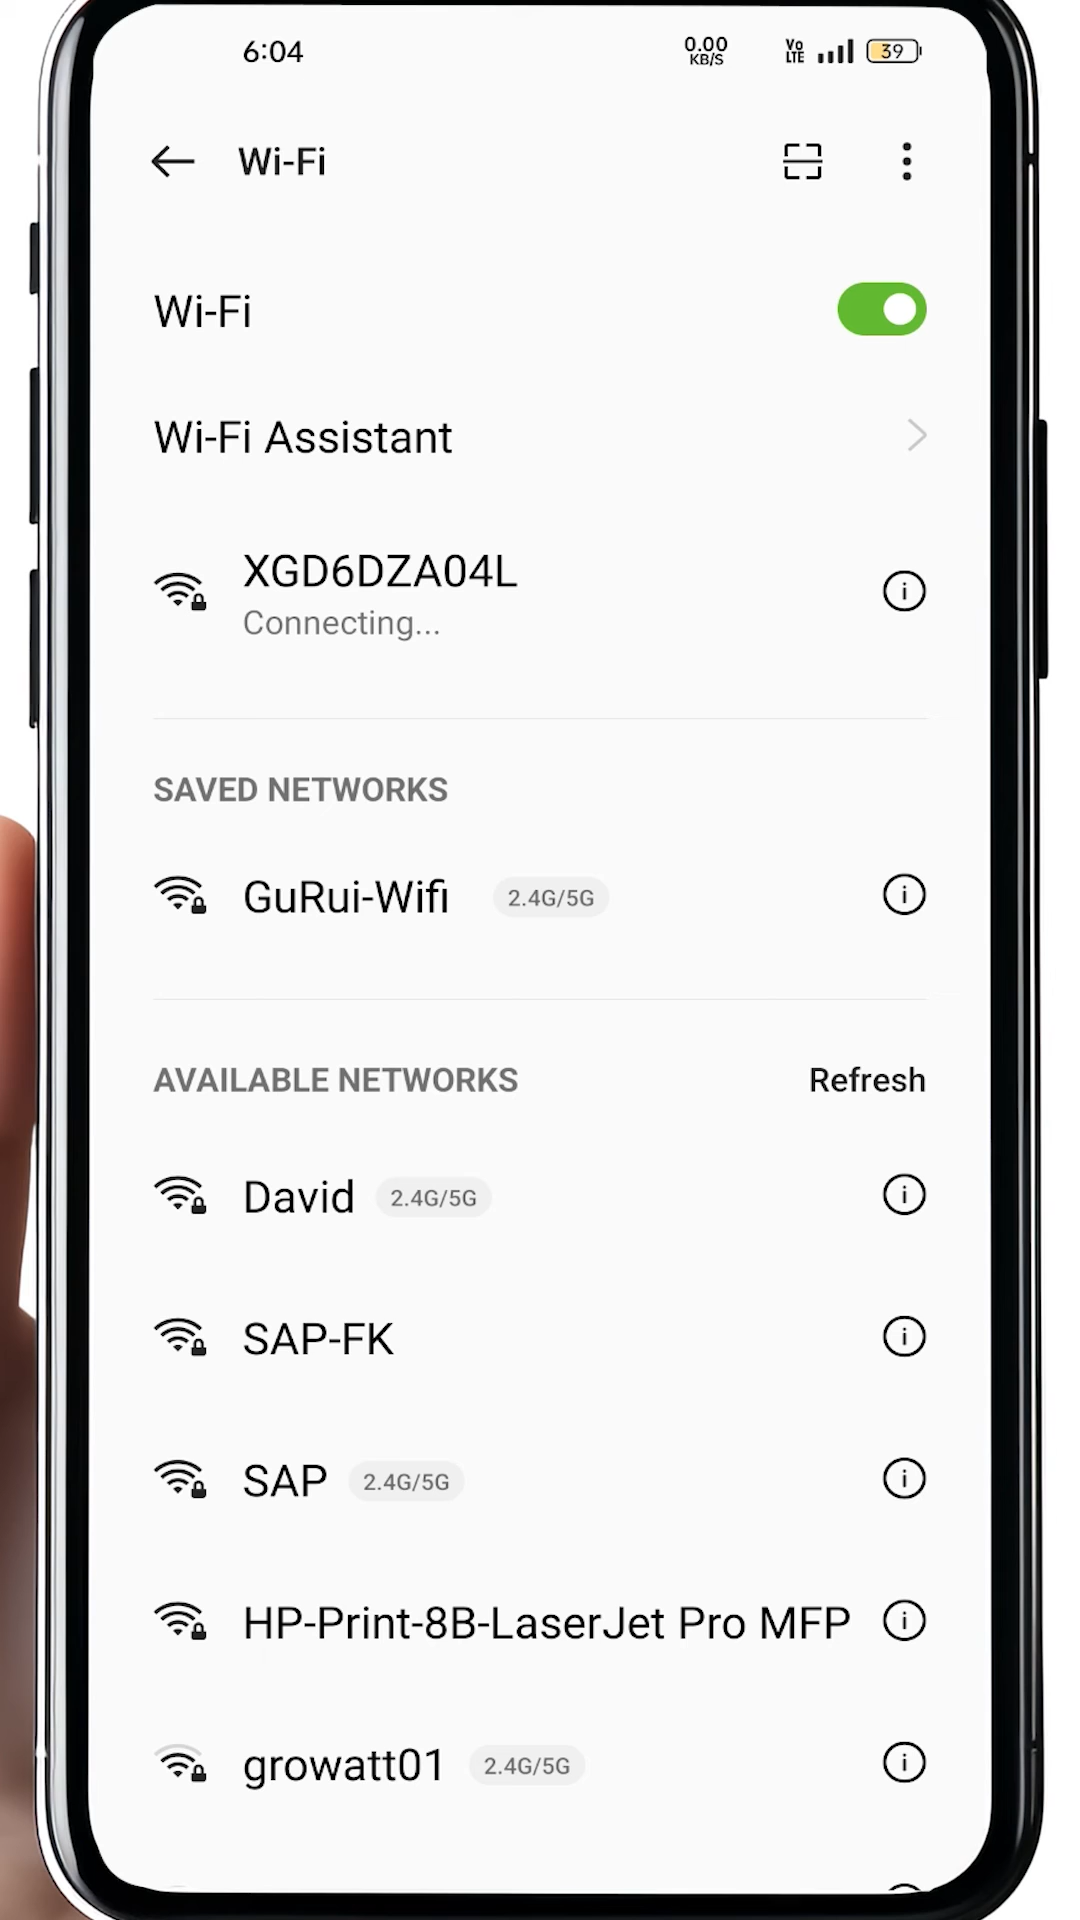 6:04
0.00
KB/S
Vo
LTE
39
Wi-Fi
Wi-Fi
Wi-Fi Assistant
XGD6DZA04L
Connecting...
SAVED NETWORKS
GuRui-Wifi 2.4G/5G
AVAILABLE NETWORKS Refresh
David 2.4G/5G
SAP-FK
SAP 2.4G/5G
HP-Print-8B-LaserJet Pro MFP
growatt01 2.4G/5G